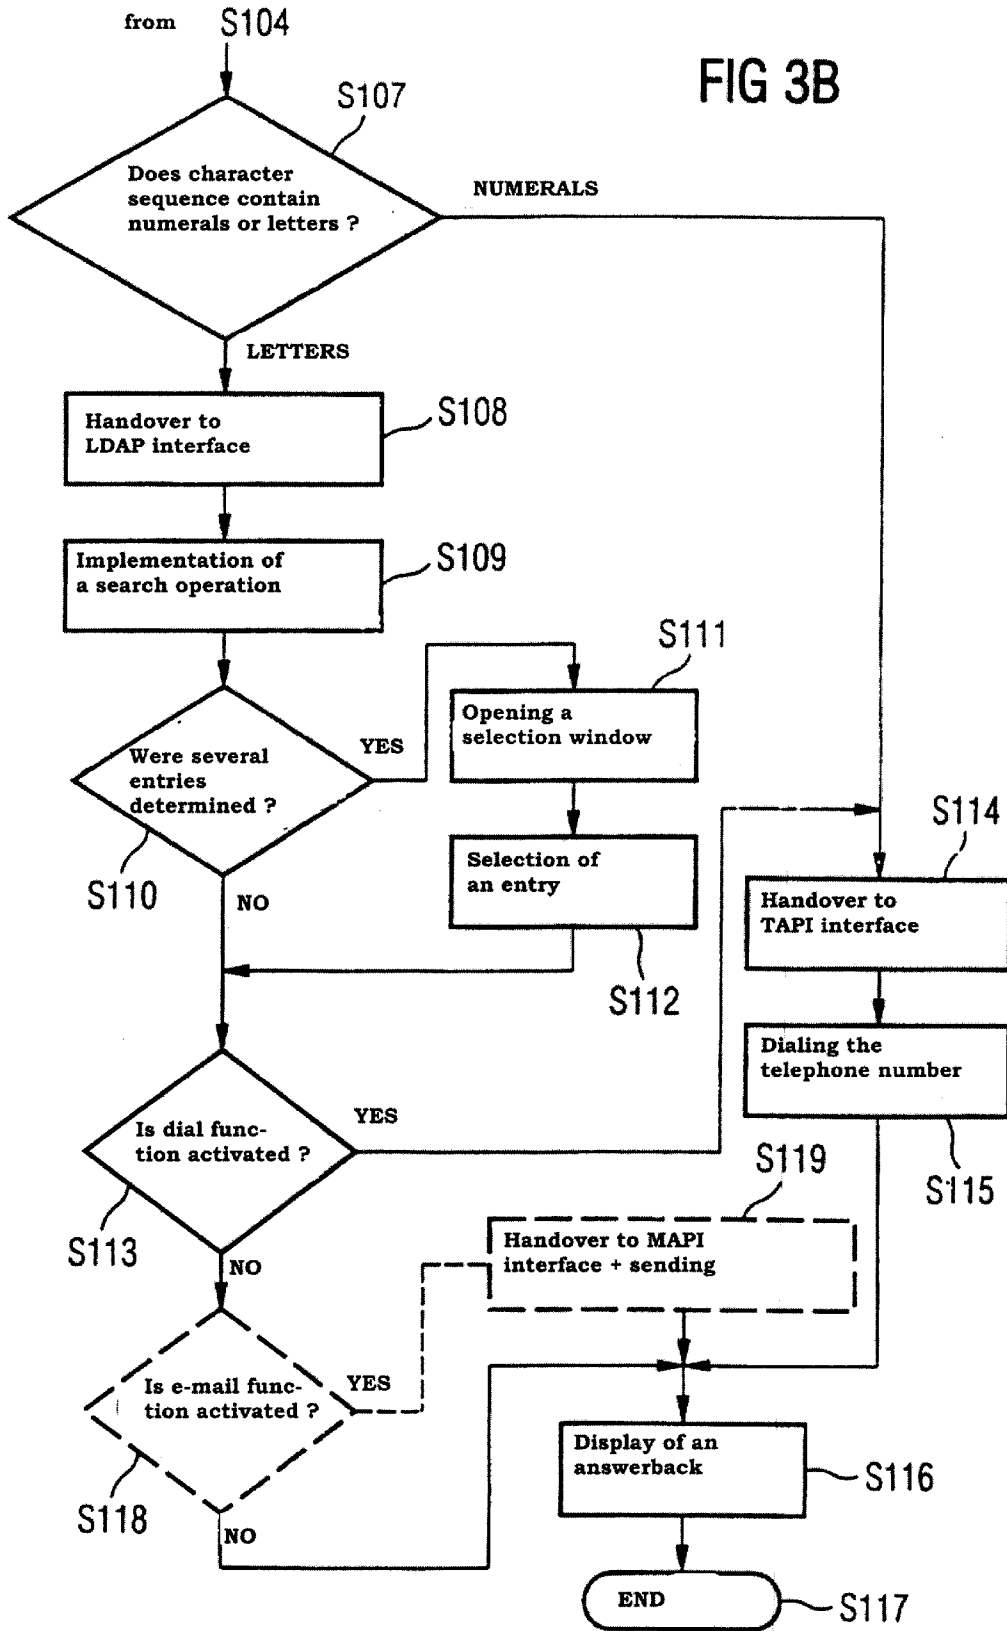 from S104
FIG 3B
S107
Does character
sequence contain
numerals or letters ?
NUMERALS
LETTERS
Handover to
LDAP interface
S108
Implementation of
a search operation
S109
S111
Opening a
selection window
Were several
entries
determined ?
YES
S110
NO
Selection of
an entry
S112
S114
Handover to
TAPI interface
Dialing the
telephone number
S115
Is dial func-
tion activated ?
YES
S113
NO
S119
Handover to MAPI
interface + sending
Is e-mail func-
tion activated ?
YES
S118
NO
Display of an
answerback
S116
END
S117